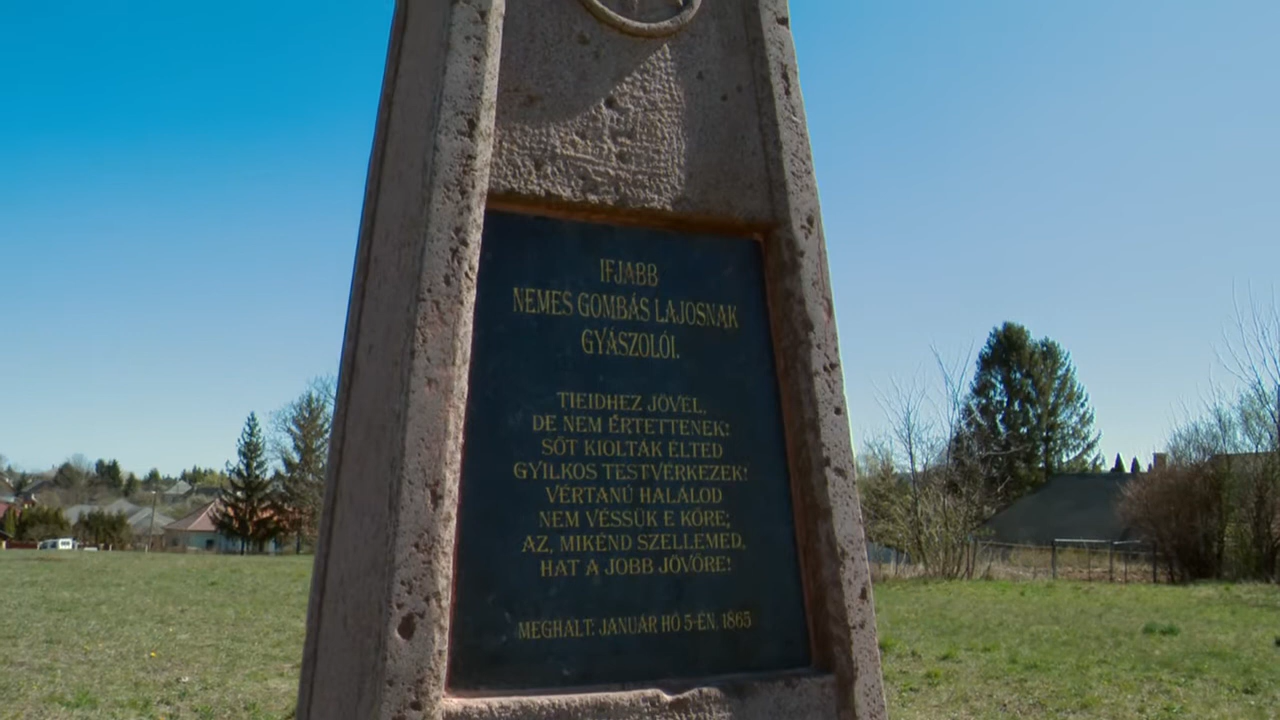 IFJABB
NEMES GOMBÁS LAJOSNAK
GYÁSZOLÓI.
TIEIDHEZ JÖVÉL,
DE NEM ÉRTETTENEK!
SŐT KIOLTÁK ÉLTED
GYILKOS TESTVÉRKEZEK!
VÉRTANÚ HALÁLOD
NEM VÉSSÜK E KŐRE;
AZ, MIKÉND SZELLEMED,
HAT A JOBB JÖVŐRE!
MEGHALT: JANUÁR HÓ 5-ÉN, 1865